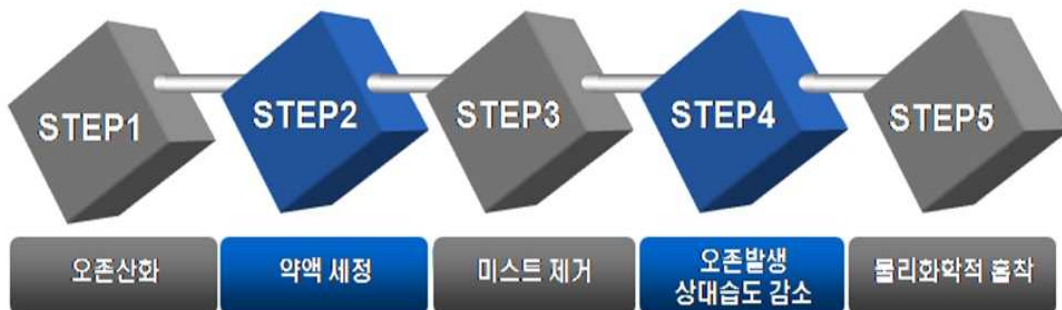 STEP1
STEP2
STEP3
STEP4
STEP5
오존산화
약액 세정
미스트 제거
오존발생
상대습도 감소
물리화학적 흡착